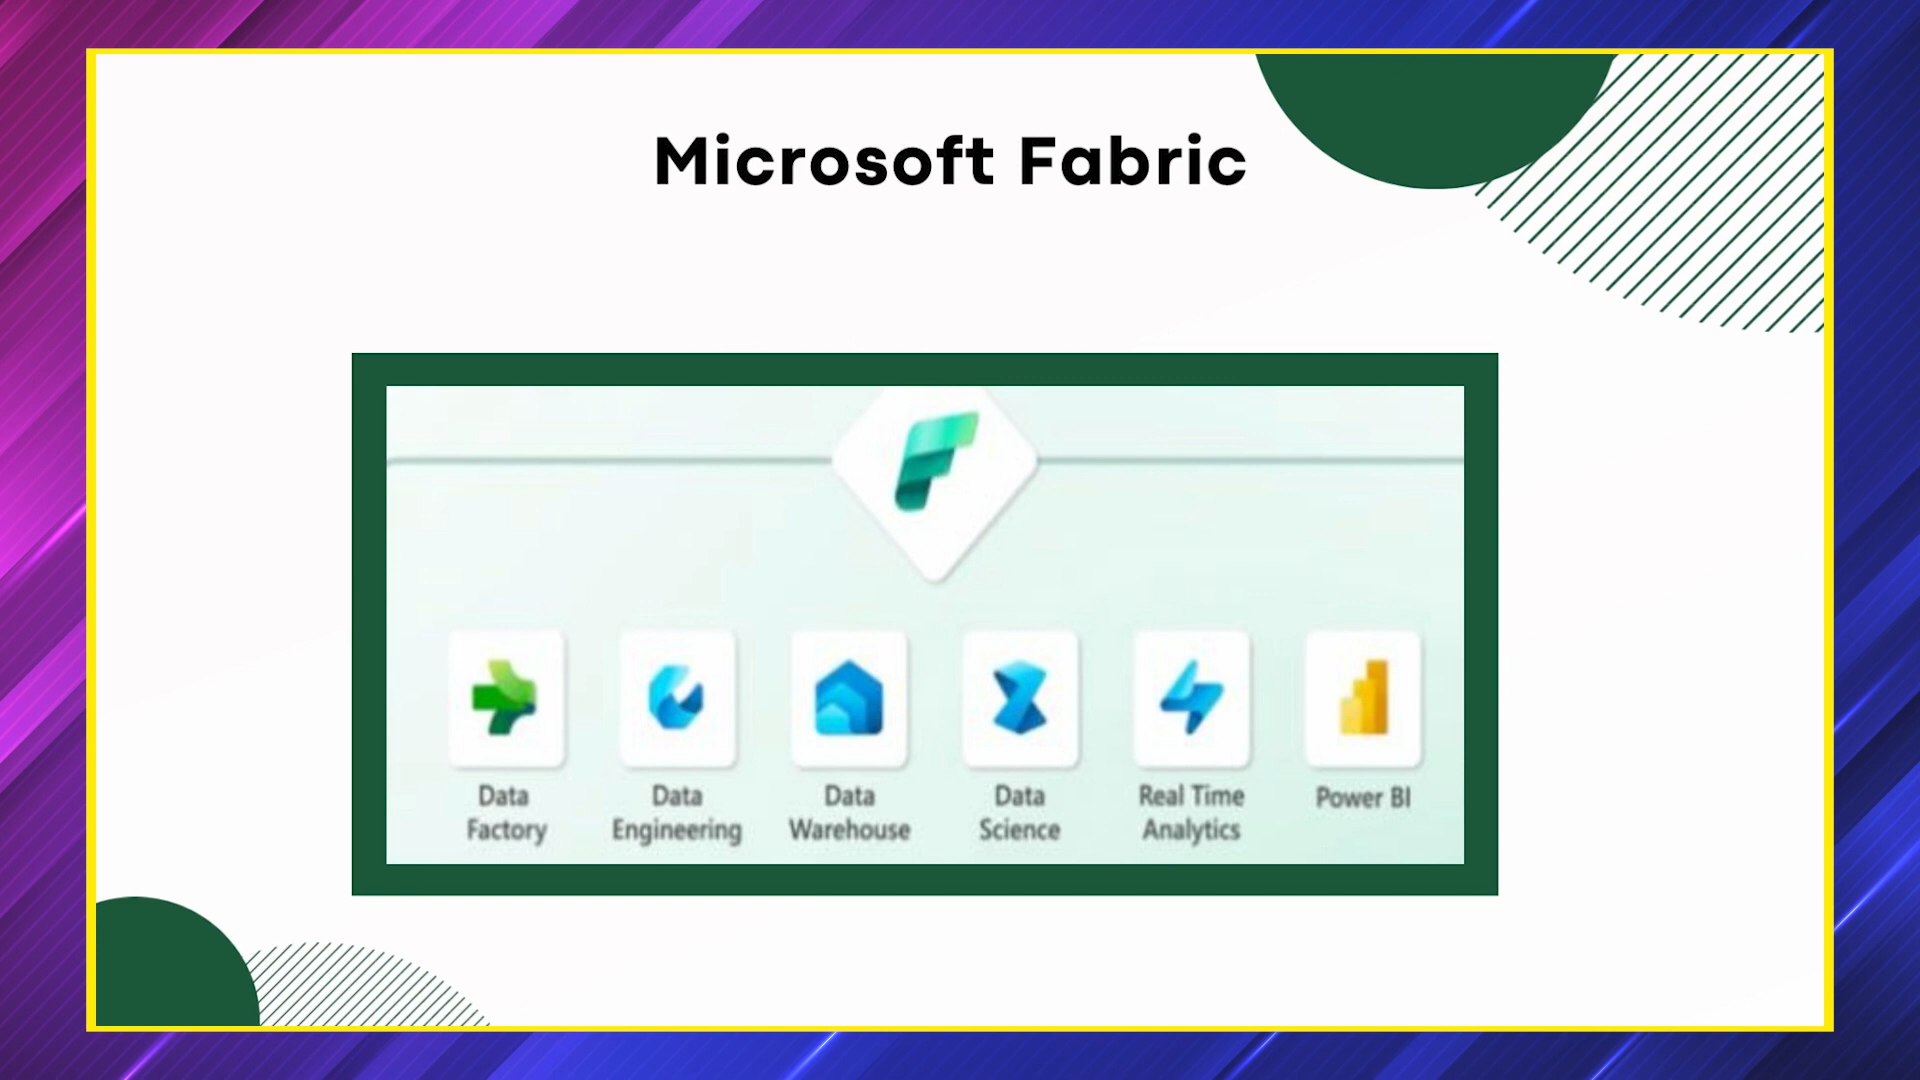 Microsoft Fabric
Data
Factory
Data
Engineering
Data
Warehouse
Data
Science
Real Time
Analytics
Power BI